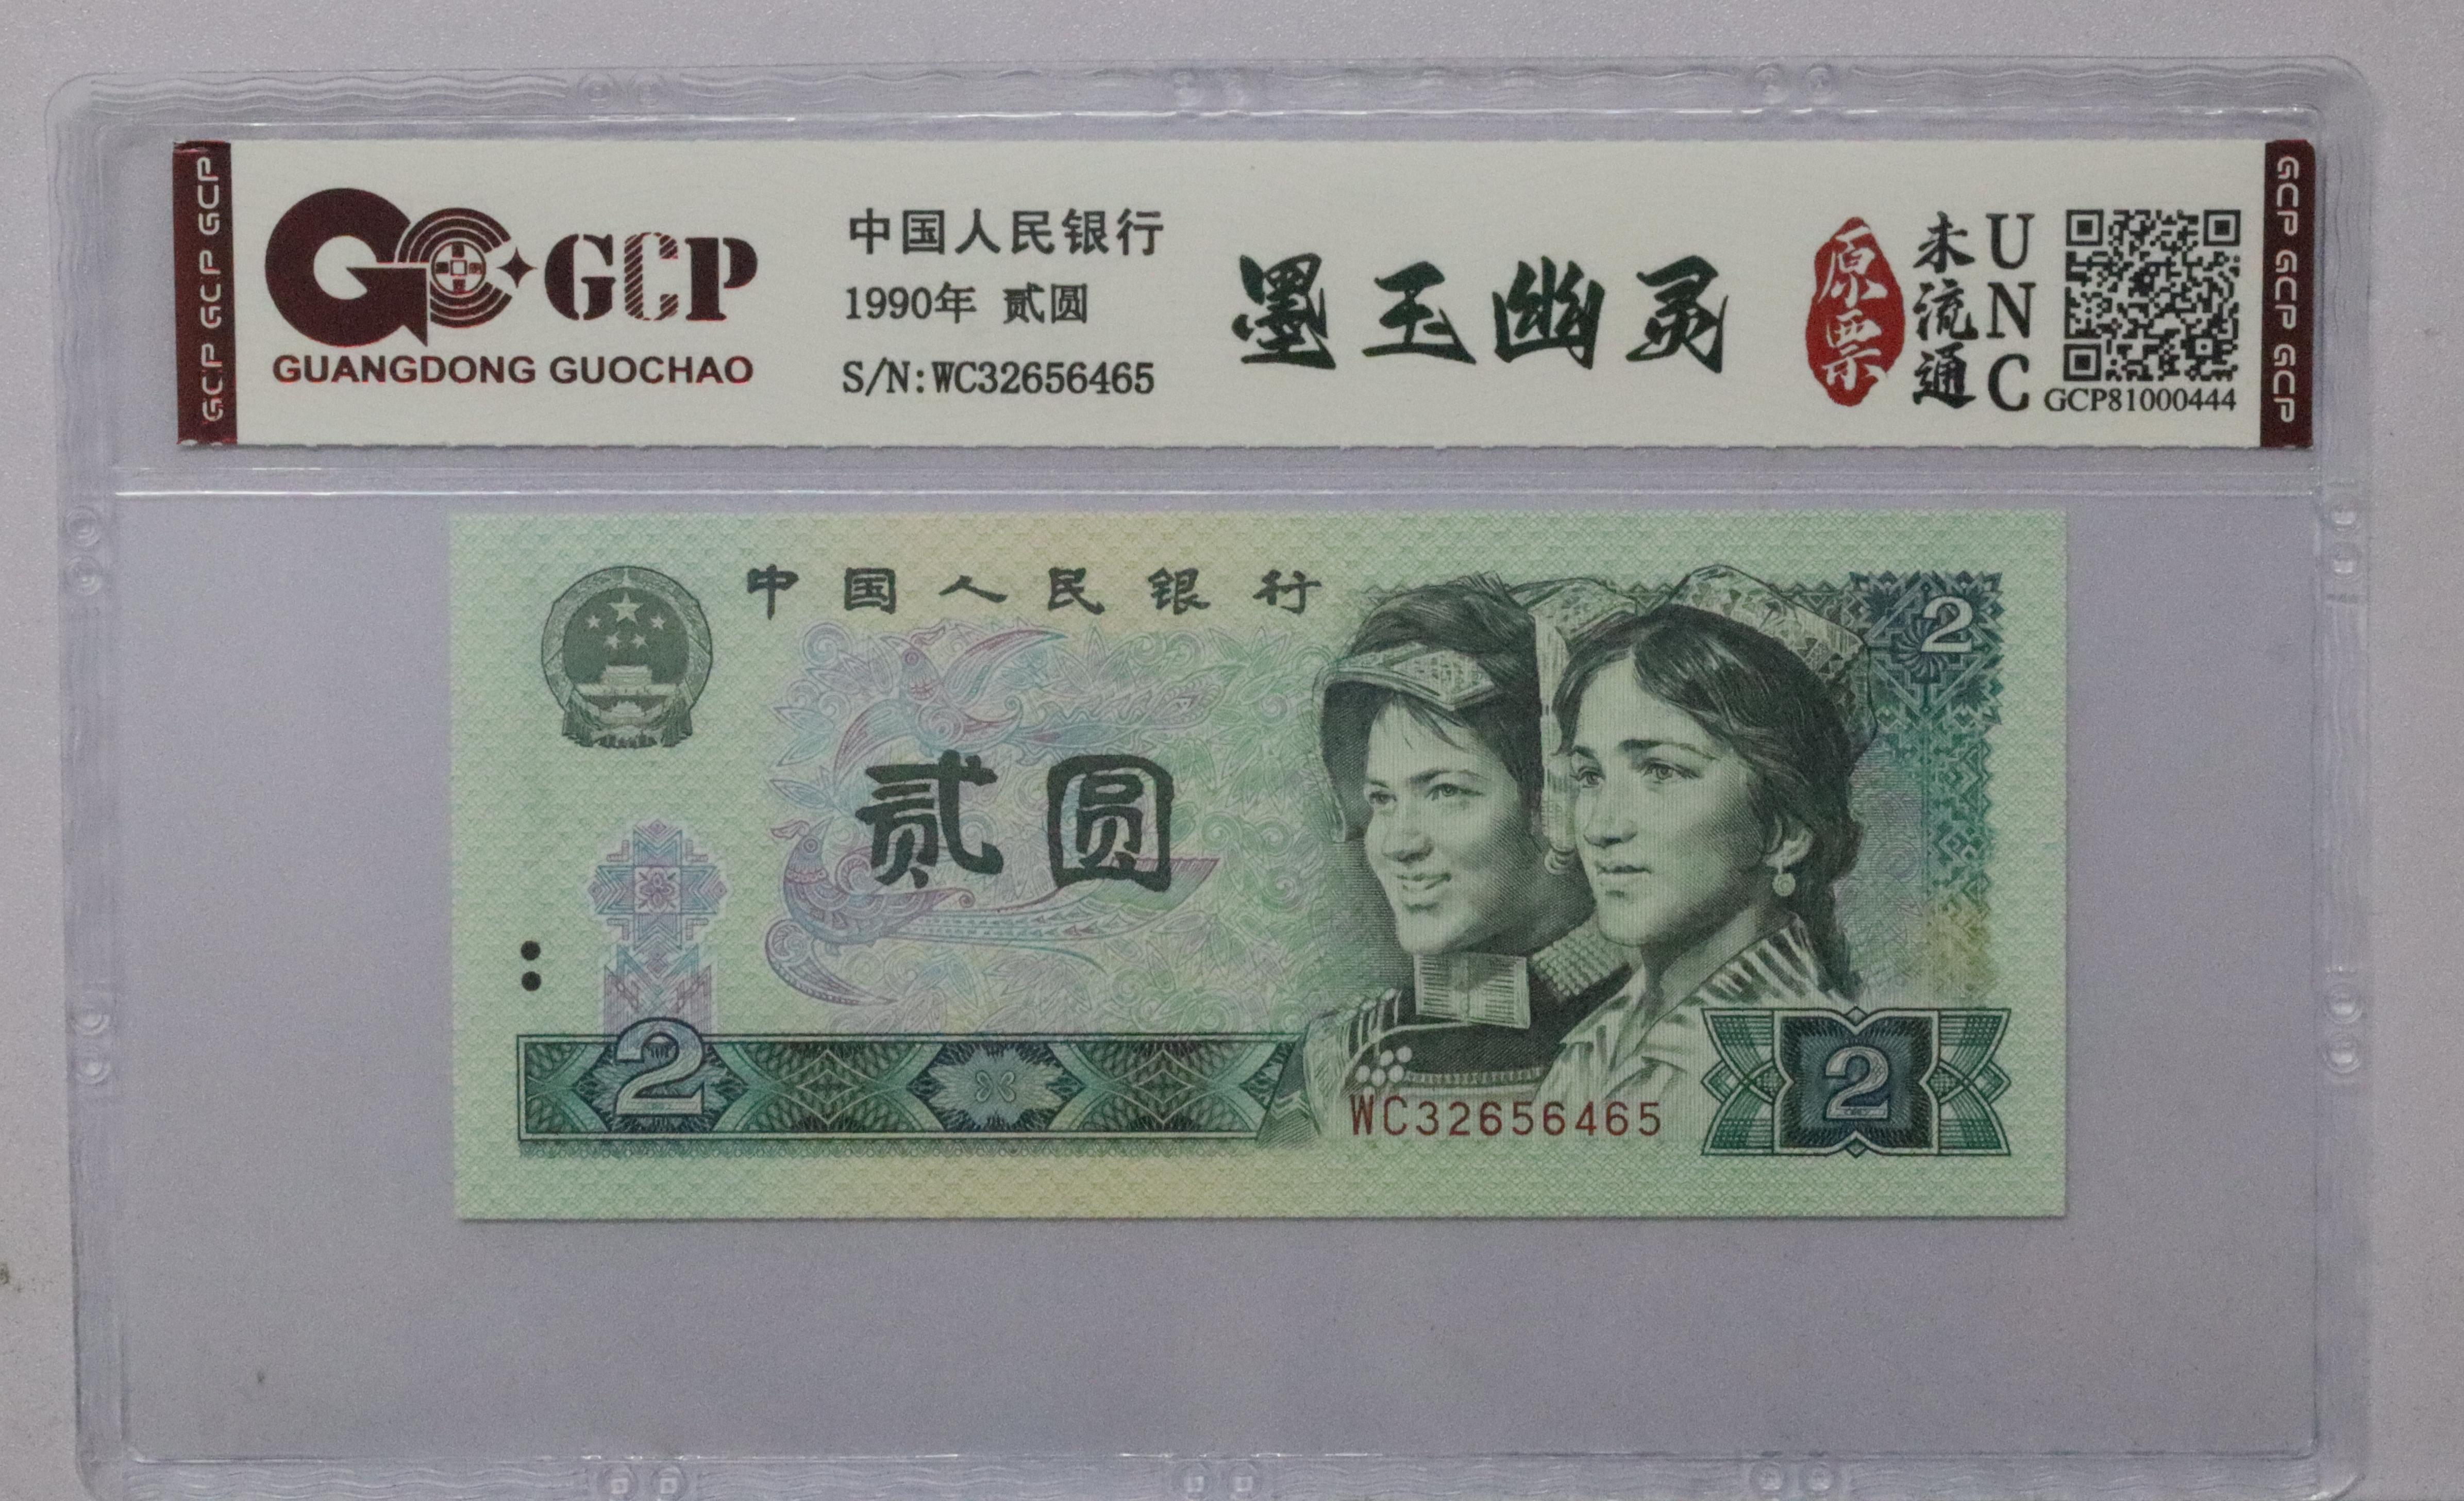 GCP GCP GCP
GCP
GUANGDONG GUOCHAO
中国人民银行
1990年 贰圆
S/N:WC32656465
墨玉幽灵
原票
未流通
UNC
GCP81000444
GCP GCP GCP
中国人民银行
2
贰圆
2
WC32656465
2